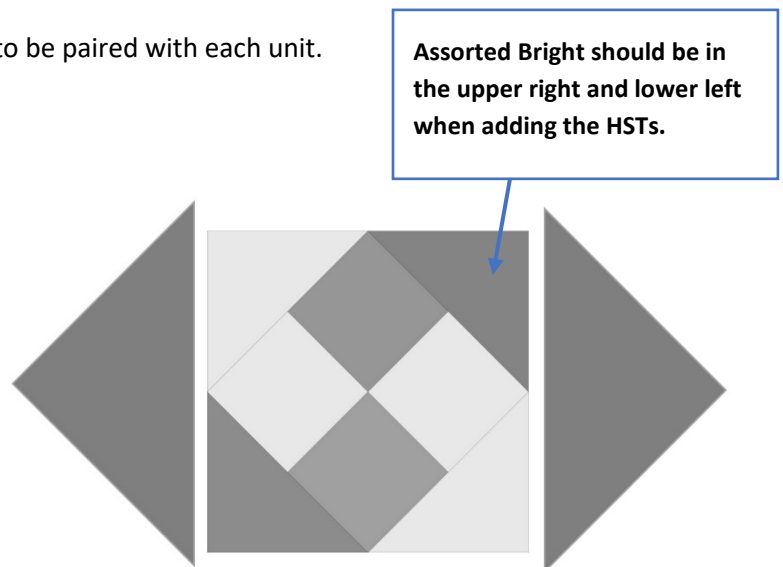 to be paired with each unit.
Assorted Bright should be in
the upper right and lower left
when adding the HSTs.